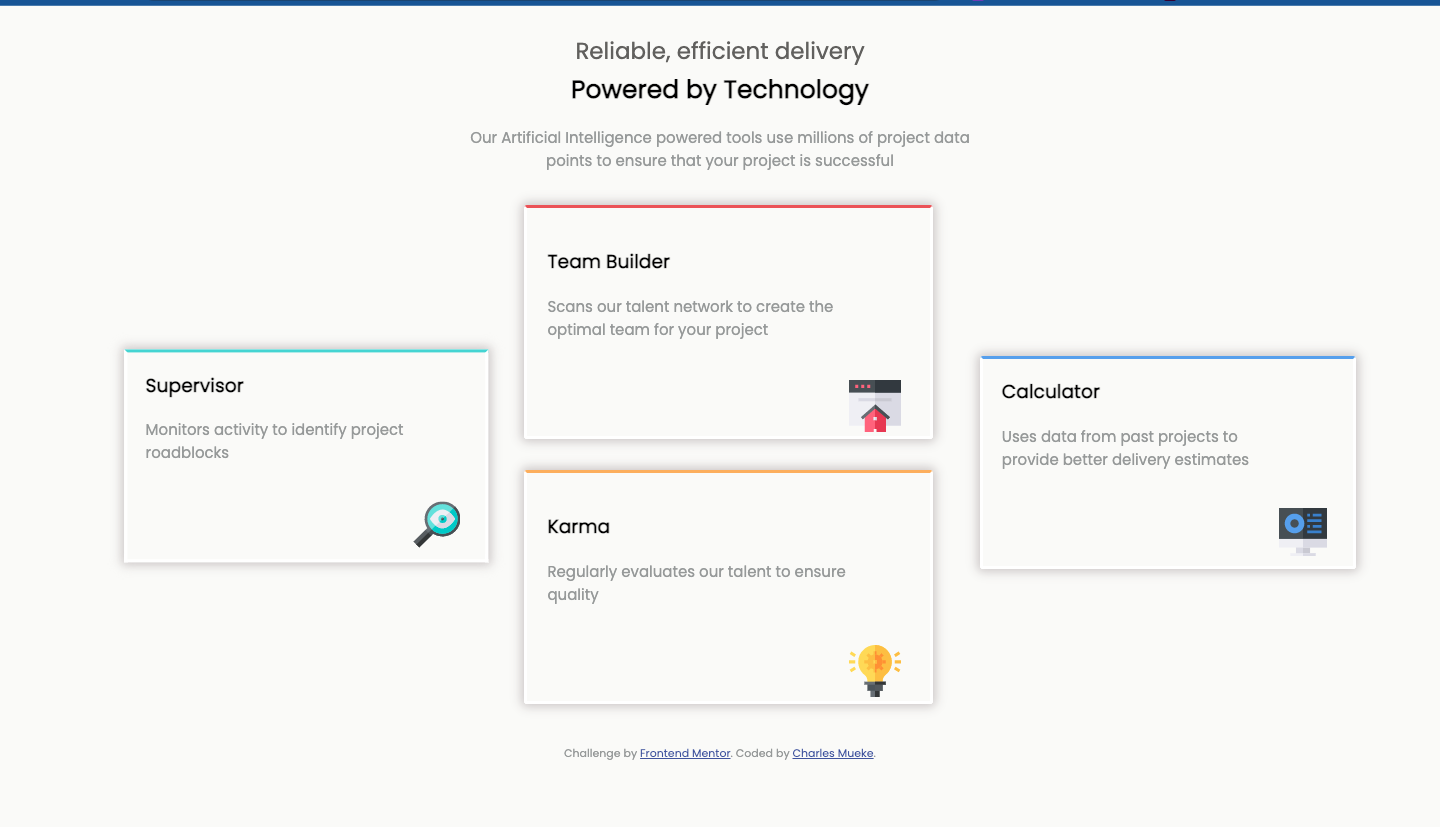 Reliable, efficient delivery
Powered by Technology
Our Artificial Intelligence powered tools use millions of project data
points to ensure that your project is successful
Team Builder
Scans our talent network to create the
optimal team for your project
Supervisor
Monitors activity to identify project
roadblocks
Calculator
Uses data from past projects to
provide better delivery estimates
Karma
Regularly evaluates our talent to ensure
quality
Challenge by Frontend Mentor. Coded by Charles Mueke.